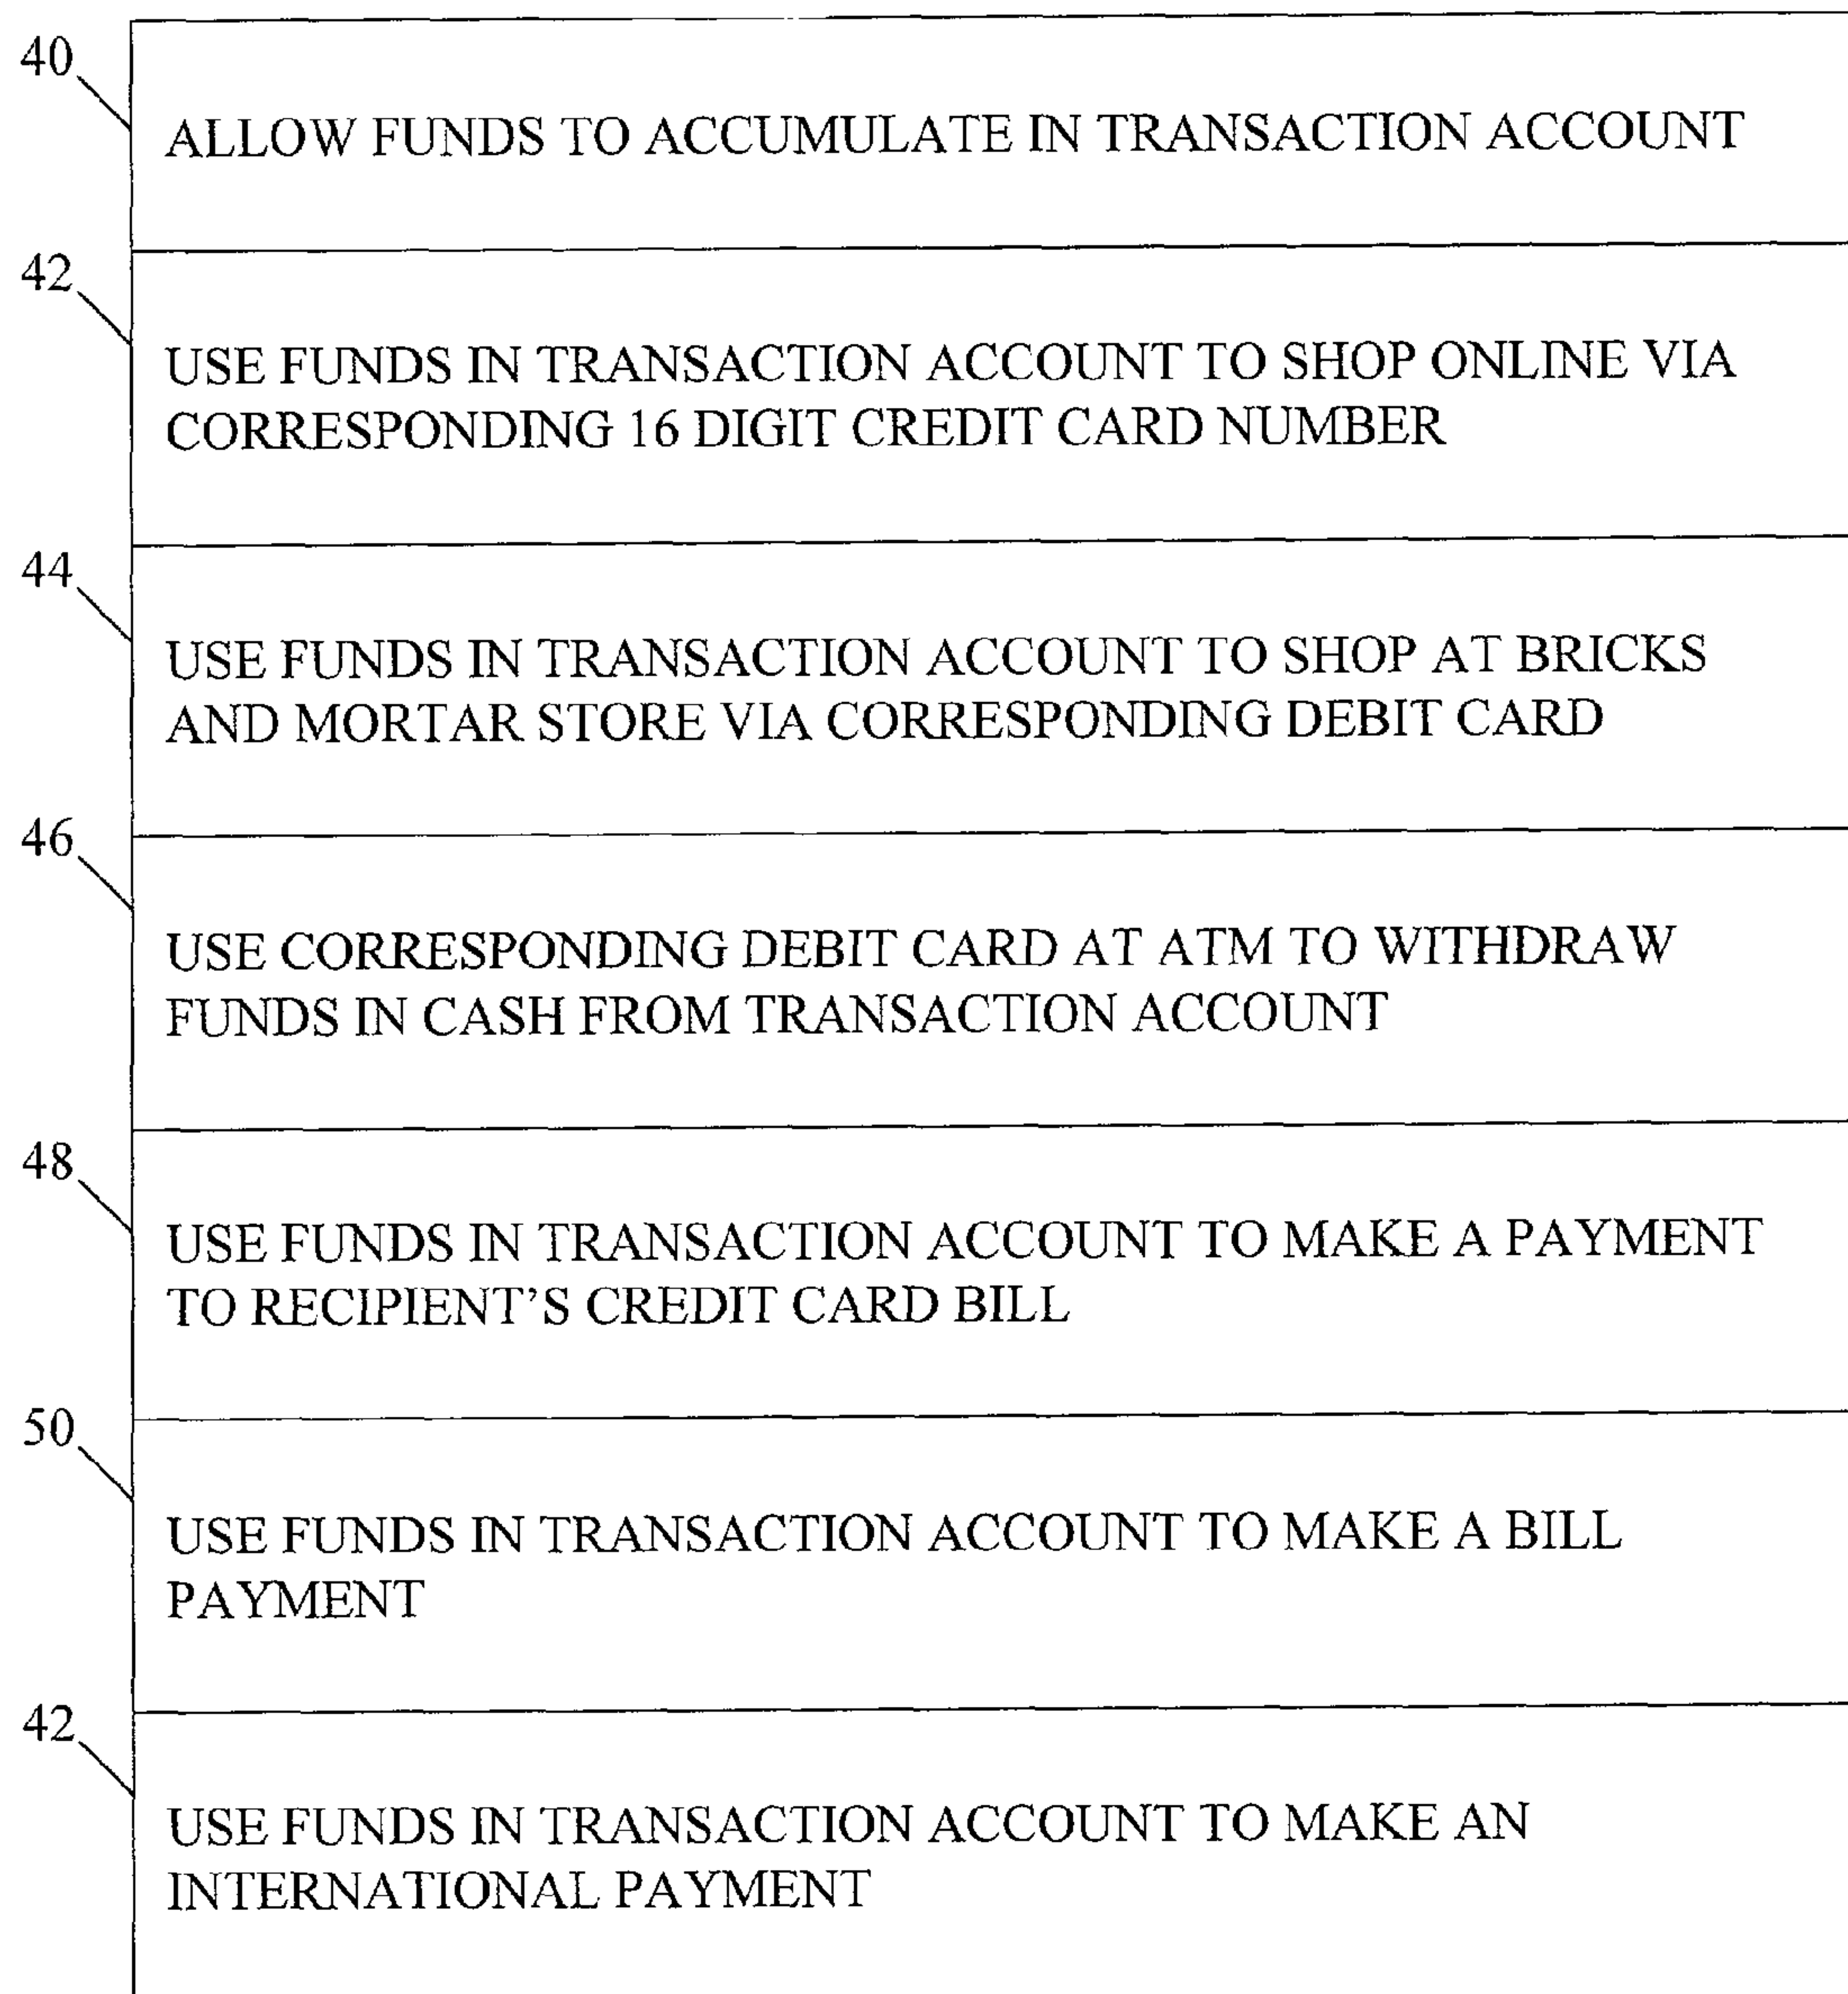 40
ALLOW FUNDS TO ACCUMULATE IN TRANSACTION ACCOUNT
42
USE FUNDS IN TRANSACTION ACCOUNT TO SHOP ONLINE VIA
CORRESPONDING 16 DIGIT CREDIT CARD NUMBER
44
USE FUNDS IN TRANSACTION ACCOUNT TO SHOP AT BRICKS
AND MORTAR STORE VIA CORRESPONDING DEBIT CARD
46
USE CORRESPONDING DEBIT CARD AT ATM TO WITHDRAW
FUNDS IN CASH FROM TRANSACTION ACCOUNT
48
USE FUNDS IN TRANSACTION ACCOUNT TO MAKE A PAYMENT
TO RECIPIENT'S CREDIT CARD BILL
50
USE FUNDS IN TRANSACTION ACCOUNT TO MAKE A BILL
PAYMENT
42
USE FUNDS IN TRANSACTION ACCOUNT TO MAKE AN
INTERNATIONAL PAYMENT